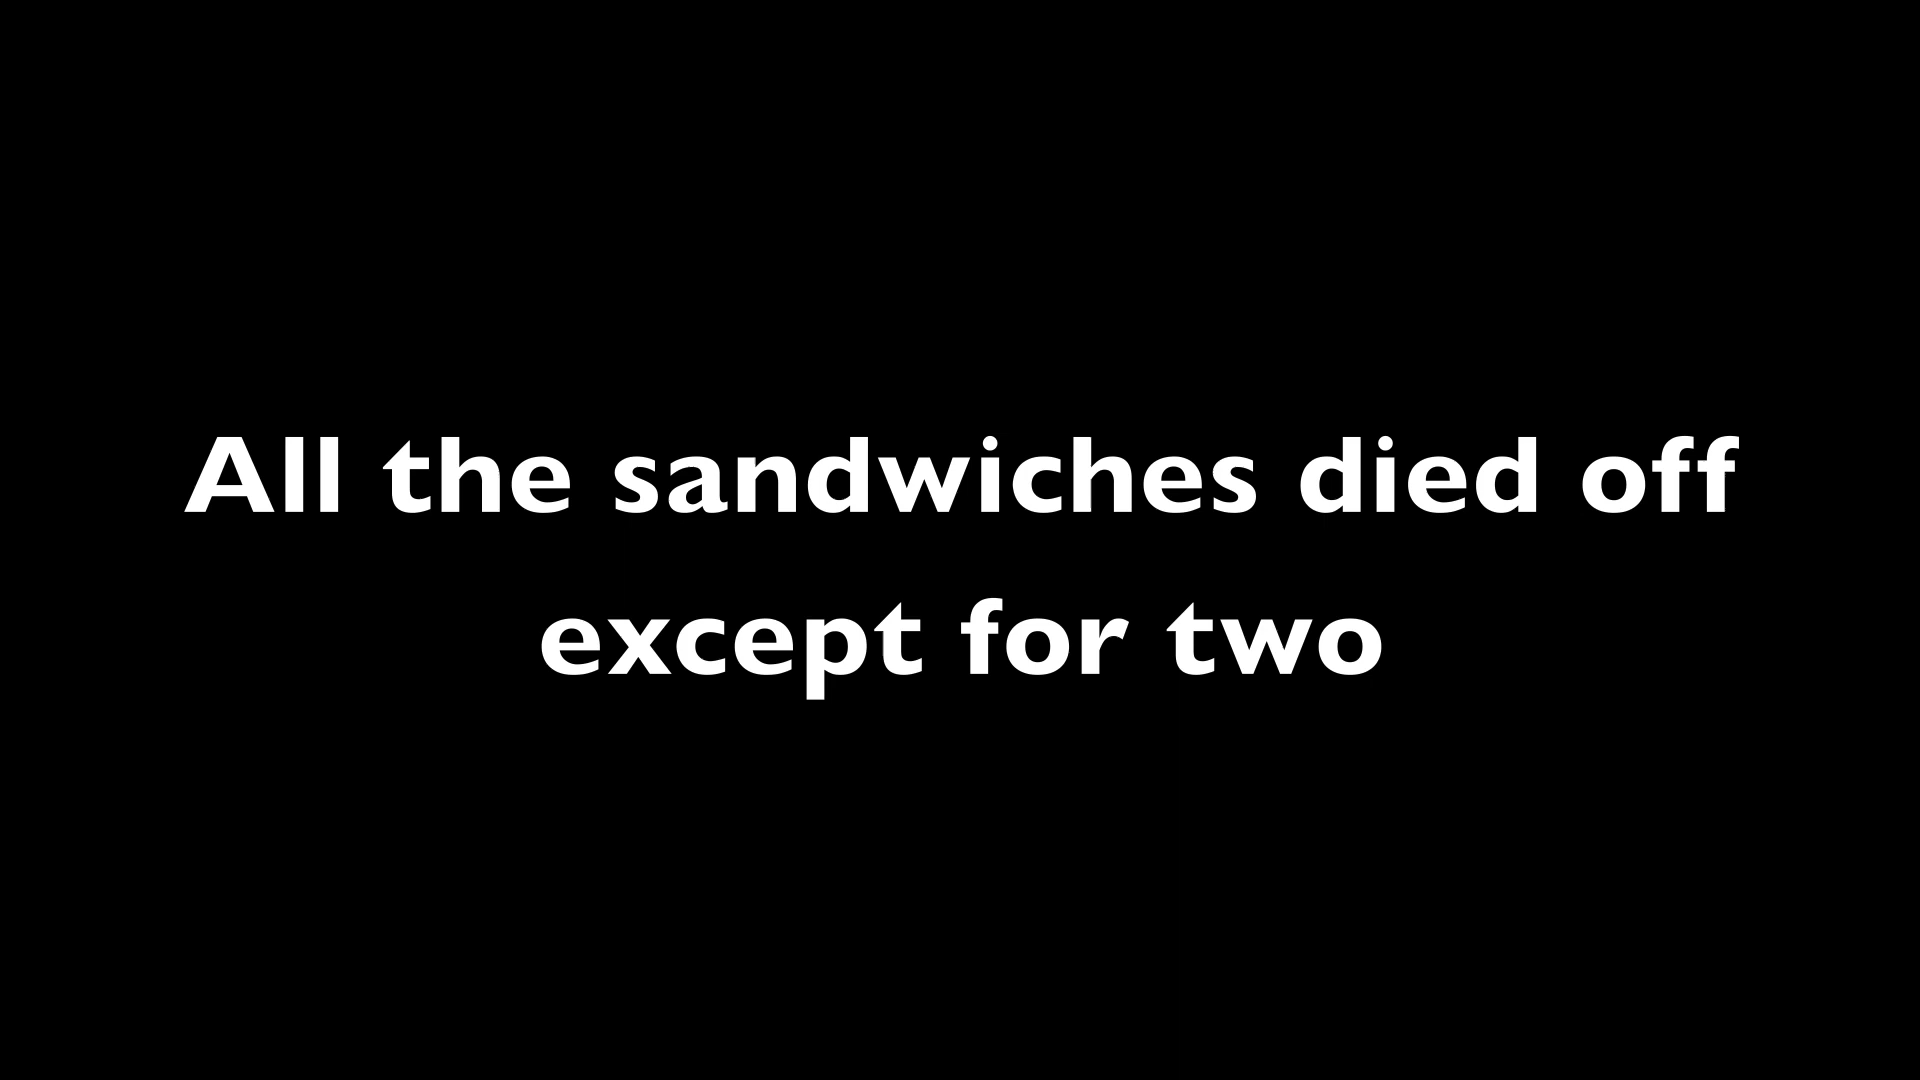 All the sandwiches died off
except for two